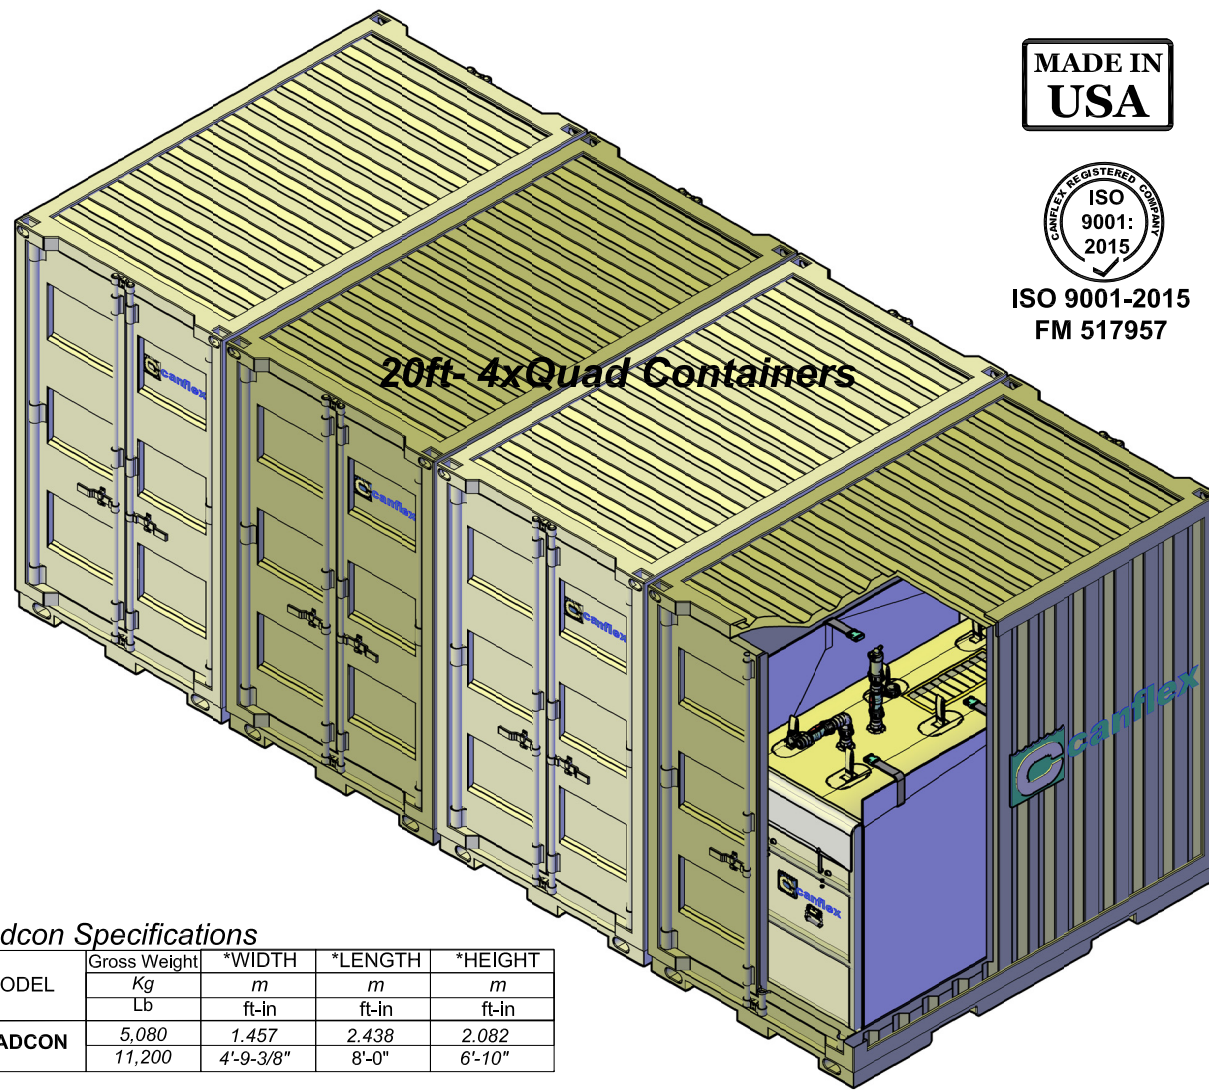 MADE IN
USA
CANFLEX REGISTERED COMPANY
ISO
9001:
2015
ISO 9001-2015
FM 517957
20ft- 4xQuad Containers
canflex
canflex
canflex
canflex
canflex
dcon Specifications
ODEL Gross Weight *WIDTH *LENGTH *HEIGHT
Kg m m m
Lb ft-in ft-in ft-in
ADCON 5,080 1.457 2.438 2.082
11,200 4'-9-3/8" 8'-0" 6'-10"